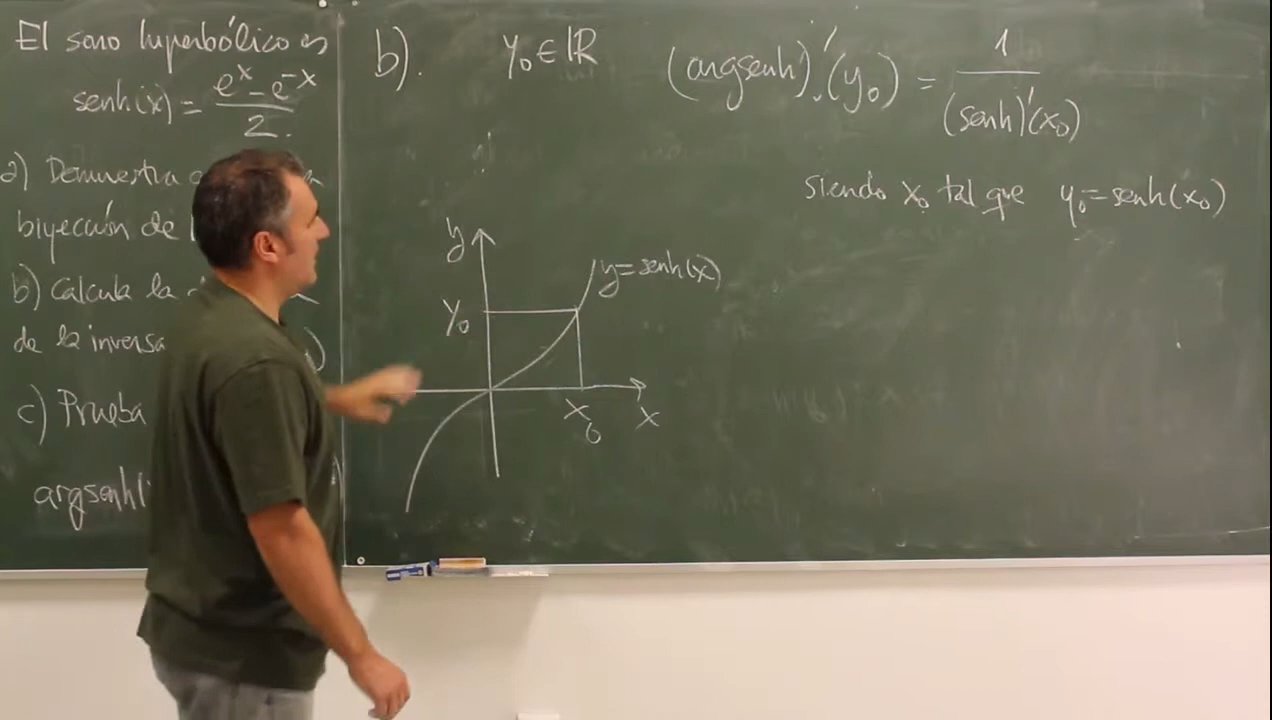 El seno hiperbólico es
senh(x) = (e^x - e^-x) / 2.
a) Demuestra
biyección de
b) Calcula la
de la inversa
c) Prueba
argsenh(
b). y₀ ∈ ℝ (argsenh)'(y₀) = 1 / (senh)'(x₀)
siendo x₀ tal que y₀ = senh(x₀)
y
y = senh(x)
y₀
x₀ x